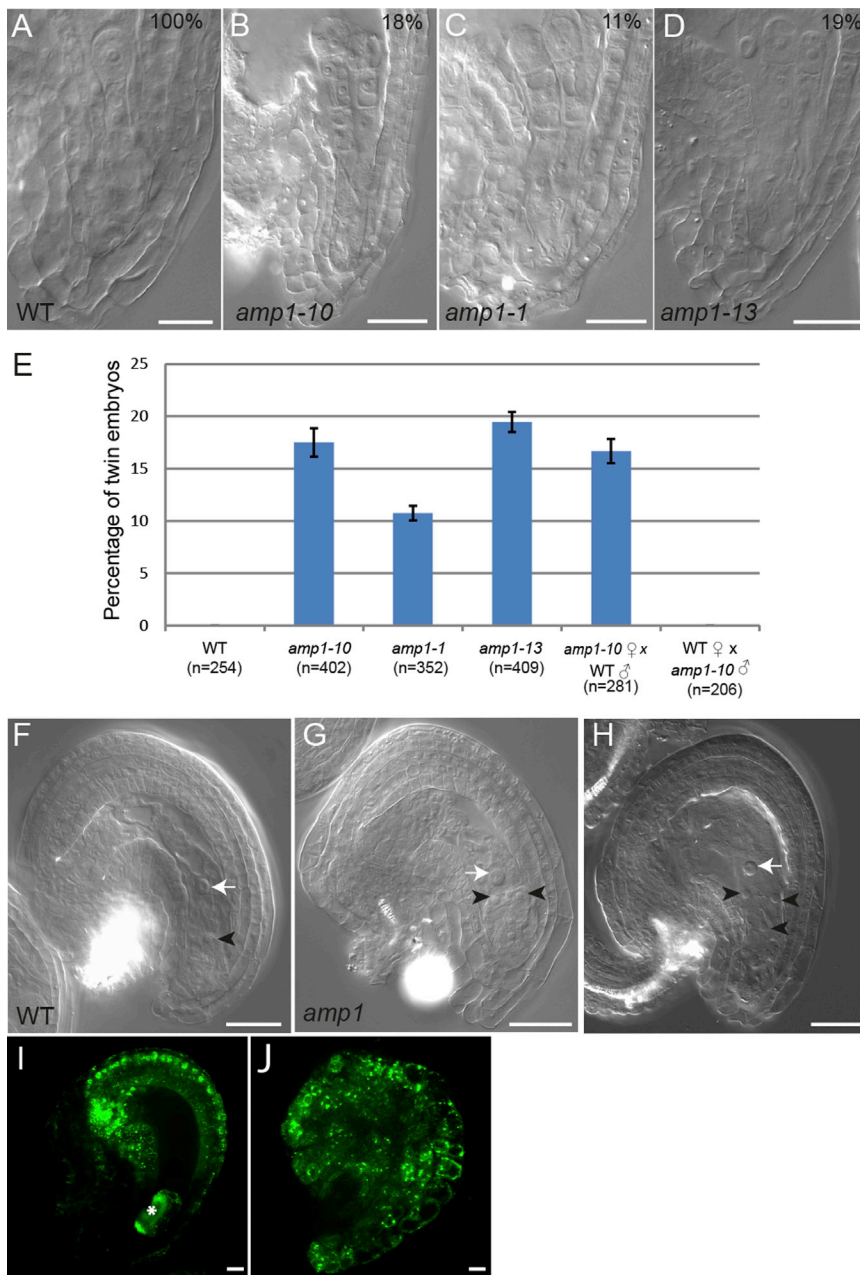 A 100%
B 18%
C 11%
D 19%
WT
amp1-10
amp1-1
amp1-13
E
Percentage of twin embryos
25
20
15
10
5
0
WT
(n=254)
amp1-10
(n=402)
amp1-1
(n=352)
amp1-13
(n=409)
amp1-10 ♀ x
WT ♂
(n=281)
WT ♀ x
amp1-10 ♂
(n=206)
F
G
H
WT
amp1
I
J
*